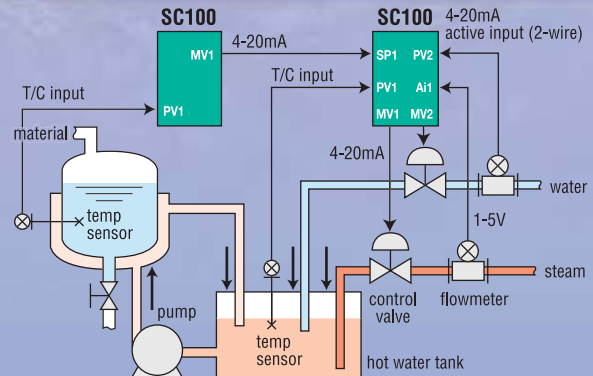 SC100
SC100
4-20mA
active input (2-wire)
MV1
4-20mA
SP1 PV2
T/C input
T/C input
PV1
PV1 Ai1
MV1 MV2
material
4-20mA
temp
sensor
water
1-5V
steam
control
valve
flowmeter
pump
temp
sensor
hot water tank